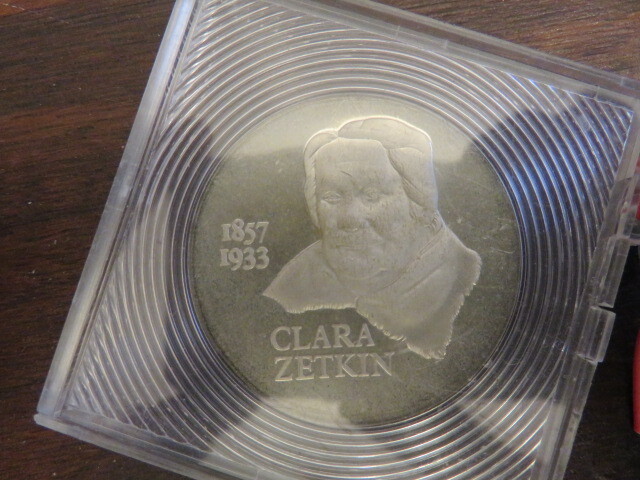 1857
1933
CLARA
ZETKIN